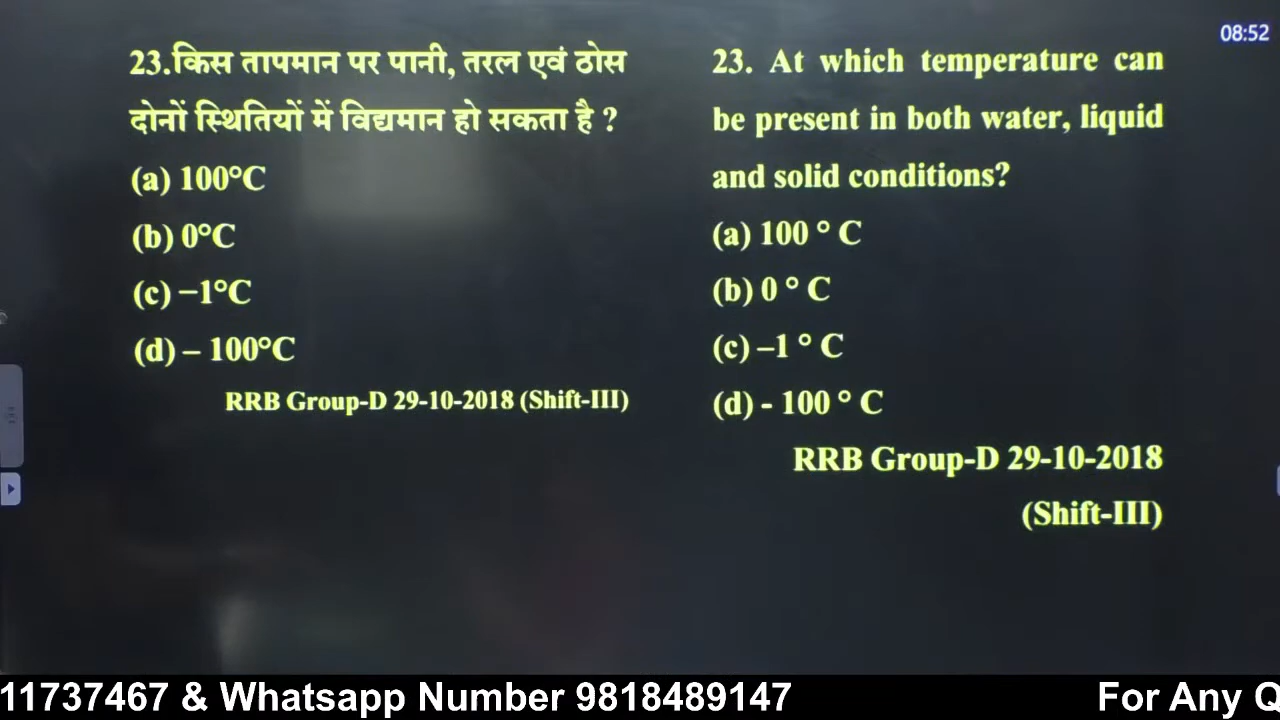 08:52
23.किस तापमान पर पानी, तरल एवं ठोस
दोनों स्थितियों में विद्यमान हो सकता है ?
(a) 100°C
(b) 0°C
(c) –1°C
(d) – 100°C
RRB Group-D 29-10-2018 (Shift-III)
23. At which temperature can
be present in both water, liquid
and solid conditions?
(a) 100 ° C
(b) 0 ° C
(c) –1 ° C
(d) - 100 ° C
RRB Group-D 29-10-2018
(Shift-III)
11737467 & Whatsapp Number 9818489147
For Any Q